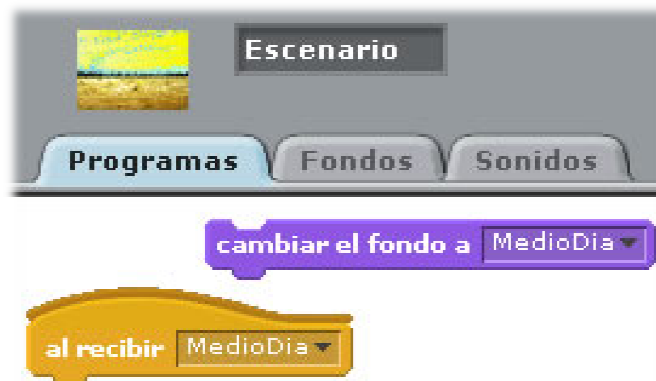 Escenario
Programas Fondos Sonidos
cambiar el fondo a MedioDia
al recibir MedioDia